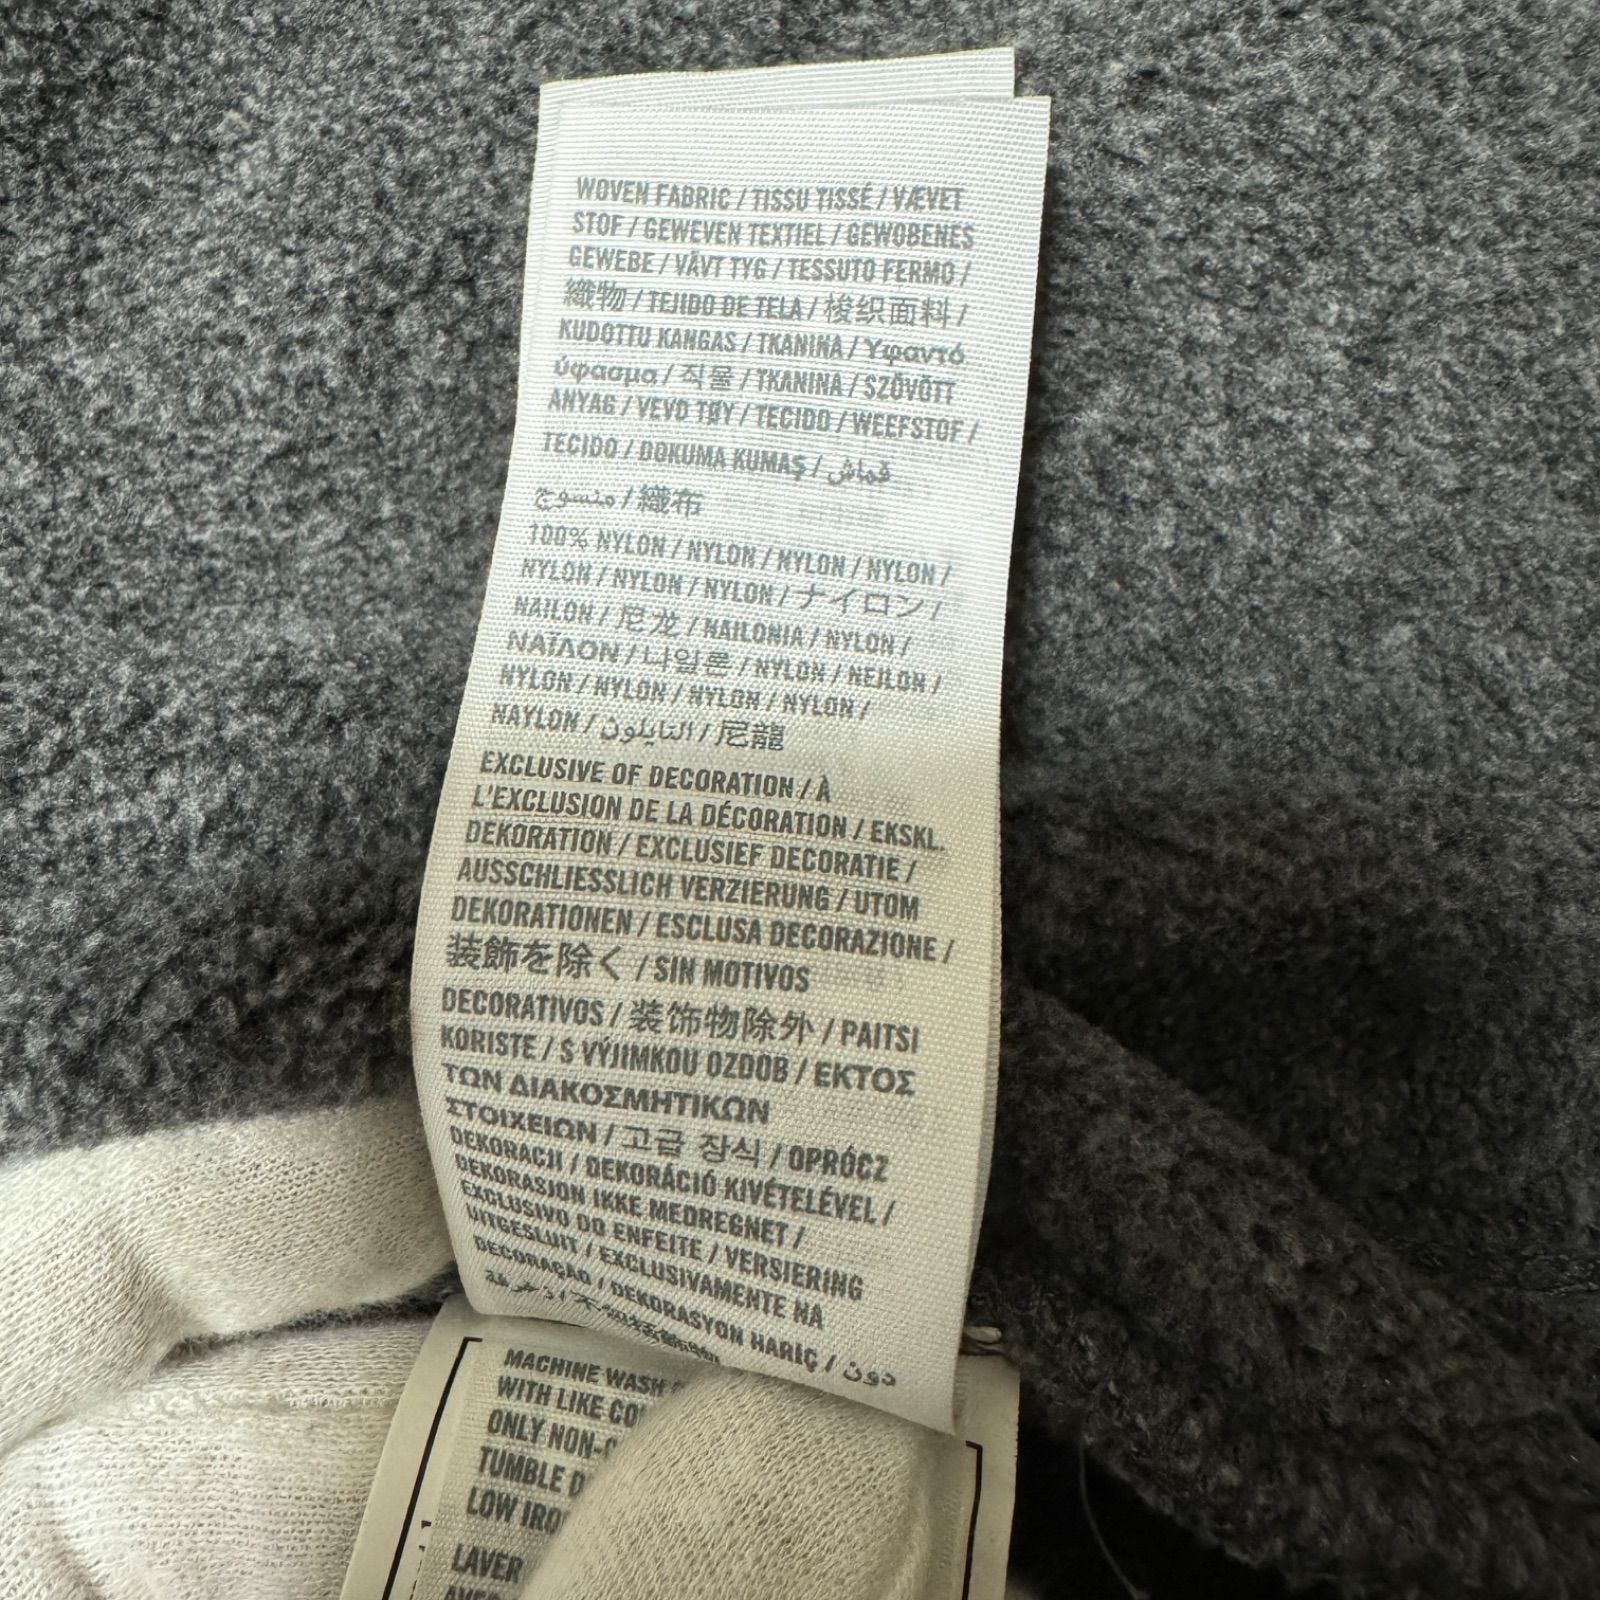 WOVEN FABRIC / TISSU TISSÉ / VÆVET
STOF / GEWEVEN TEXTIEL / GEWOBENES
GEWEBE / VÄVT TYG / TESSUTO FERMO /
織物 / TEJIDO DE TELA / 梭织面料 /
KUDOTTU KANGAS / TKANINA / Υφαντό
ύφασμα / 직물 / TKANINA / SZÖVÖTT
ANYAG / VEVD TØY / TECIDO / WEEFSTOF /
TECIDO / DOKUMA KUMAŞ / قماش
منسوج / 織布
100% NYLON / NYLON / NYLON / NYLON /
NYLON / NYLON / NYLON / ナイロン /
NAILON / 尼龙 / NAILONIA / NYLON /
ΝΑΪΛΟΝ / 나일론 / NYLON / NEJLON /
NYLON / NYLON / NYLON / NYLON /
NAYLON / النايلون / 尼龍
EXCLUSIVE OF DECORATION / À
L'EXCLUSION DE LA DÉCORATION / EKSKL.
DEKORATION / EXCLUSIEF DECORATIE /
AUSSCHLIESSLICH VERZIERUNG / UTOM
DEKORATIONEN / ESCLUSA DECORAZIONE /
装飾を除く / SIN MOTIVOS
DECORATIVOS / 装饰物除外 / PAITSI
KORISTE / S VÝJIMKOU OZDOB / ΕΚΤΟΣ
ΤΩΝ ΔΙΑΚΟΣΜΗΤΙΚΩΝ
ΣΤΟΙΧΕΙΩΝ / 고급 장식 / OPRÓCZ
DEKORACJI / DEKORÁCIÓ KIVÉTELÉVEL /
DEKORASJON IKKE MEDREGNET /
EXCLUSIVO DO ENFEITE / VERSIERING
UITGESLUIT / EXCLUSIVAMENTE NA
DECORAÇÃO / DEKORASYON HARIÇ / دون
زخرفة / 不包括飾物
MACHINE WASH
WITH LIKE
ONLY
TUMBLE
LOW
LAVER